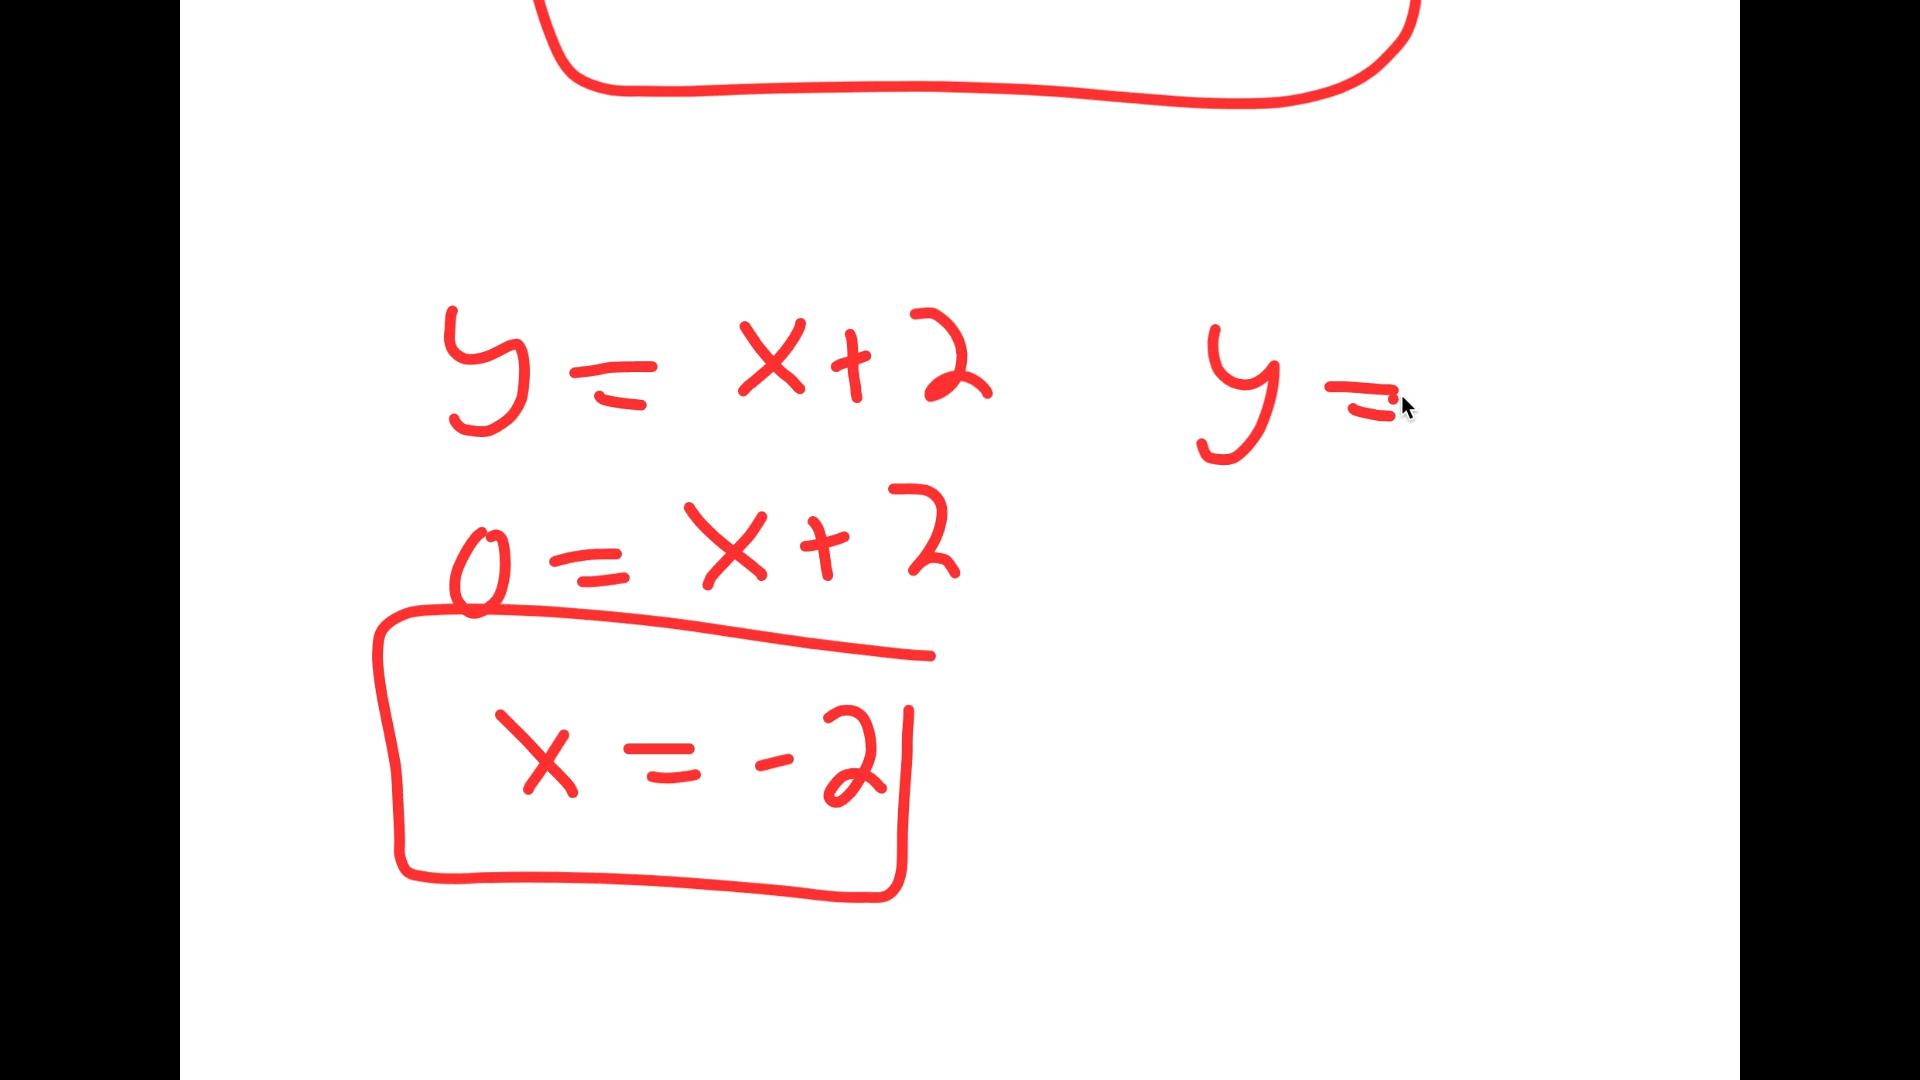 y = x + 2
y =
0 = x + 2
x = -2